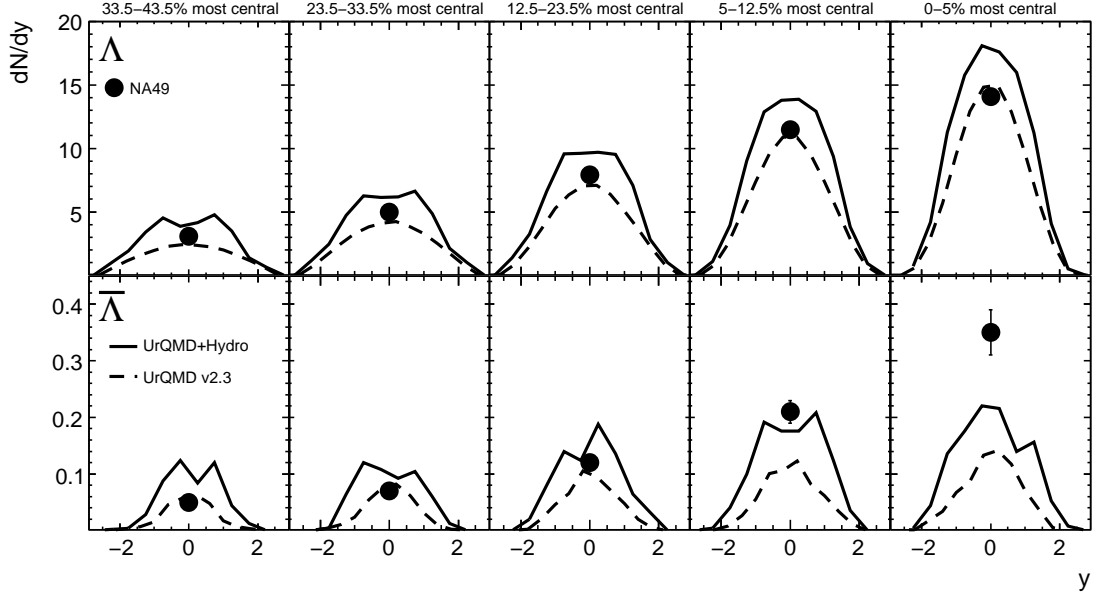 33.5–43.5% most central 23.5–33.5% most central 12.5–23.5% most central 5–12.5% most central 0–5% most central
dN/dy
20
15
10
5
Λ
NA49
0.4
0.3
0.2
0.1
Λ̅
UrQMD+Hydro
UrQMD v2.3
−2 0 2 −2 0 2 −2 0 2 −2 0 2 −2 0 2
y